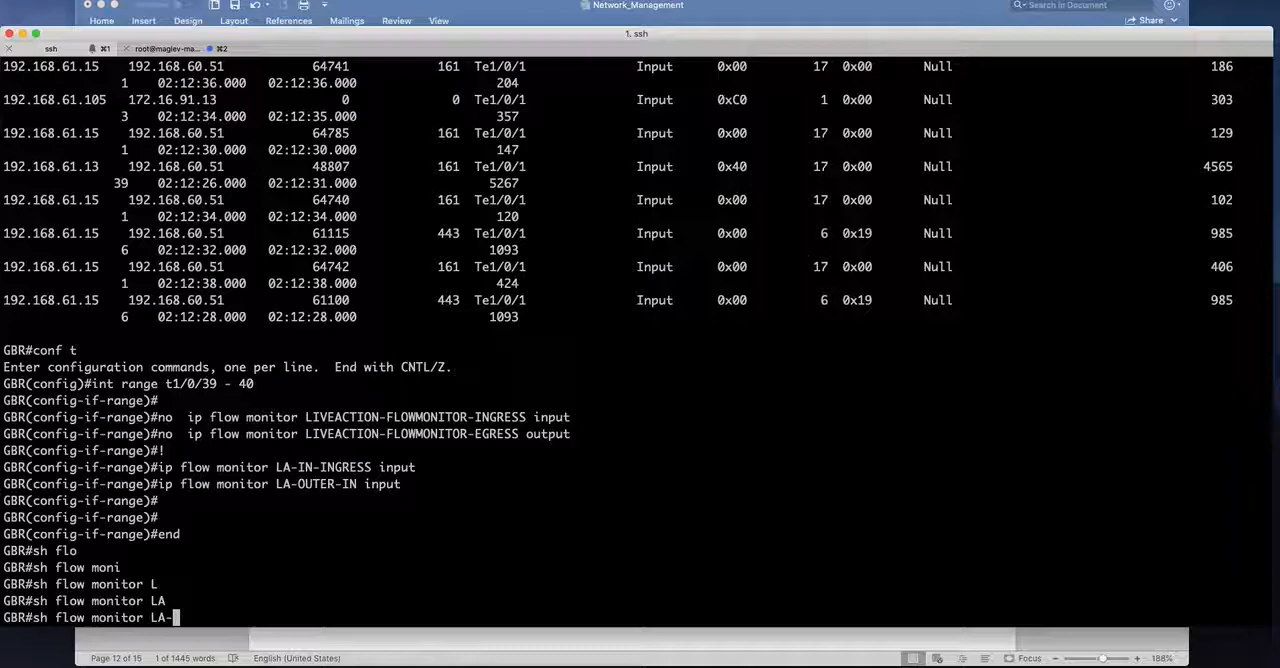 Network_Management
Search in Document
Home Insert Design Layout References Mailings Review View
Share
1. ssh
ssh ⌘1 root@maglev-ma... ⌘2
192.168.61.15 192.168.60.51 64741 161 Te1/0/1 Input 0x00 17 0x00 Null 186
1 02:12:36.000 02:12:36.000 204
192.168.61.105 172.16.91.13 0 0 Te1/0/1 Input 0xC0 1 0x00 Null 303
3 02:12:34.000 02:12:35.000 357
192.168.61.15 192.168.60.51 64785 161 Te1/0/1 Input 0x00 17 0x00 Null 129
1 02:12:30.000 02:12:30.000 147
192.168.61.13 192.168.60.51 48807 161 Te1/0/1 Input 0x40 17 0x00 Null 4565
39 02:12:26.000 02:12:31.000 5267
192.168.61.15 192.168.60.51 64740 161 Te1/0/1 Input 0x00 17 0x00 Null 102
1 02:12:34.000 02:12:34.000 120
192.168.61.15 192.168.60.51 61115 443 Te1/0/1 Input 0x00 6 0x19 Null 985
6 02:12:32.000 02:12:32.000 1093
192.168.61.15 192.168.60.51 64742 161 Te1/0/1 Input 0x00 17 0x00 Null 406
1 02:12:38.000 02:12:38.000 424
192.168.61.15 192.168.60.51 61100 443 Te1/0/1 Input 0x00 6 0x19 Null 985
6 02:12:28.000 02:12:28.000 1093
GBR#conf t
Enter configuration commands, one per line. End with CNTL/Z.
GBR(config)#int range t1/0/39 - 40
GBR(config-if-range)#
GBR(config-if-range)#no ip flow monitor LIVEACTION-FLOWMONITOR-INGRESS input
GBR(config-if-range)#no ip flow monitor LIVEACTION-FLOWMONITOR-EGRESS output
GBR(config-if-range)#!
GBR(config-if-range)#ip flow monitor LA-IN-INGRESS input
GBR(config-if-range)#ip flow monitor LA-OUTER-IN input
GBR(config-if-range)#
GBR(config-if-range)#
GBR(config-if-range)#end
GBR#sh flo
GBR#sh flow moni
GBR#sh flow monitor L
GBR#sh flow monitor LA
GBR#sh flow monitor LA-
Page 12 of 15 1 of 1445 words English (United States) Focus 188%